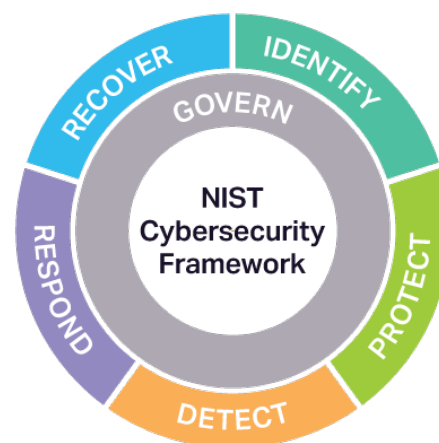 RECOVER
IDENTIFY
GOVERN
NIST
Cybersecurity
Framework
RESPOND
PROTECT
DETECT